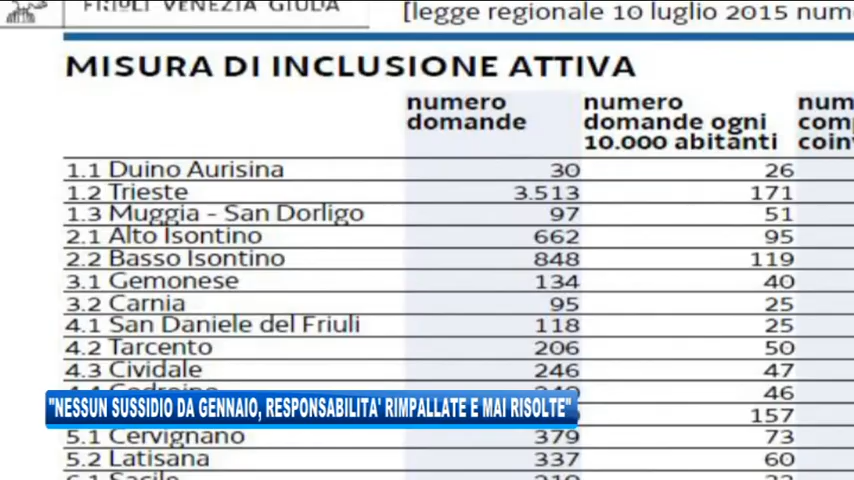 FRIULI VENEZIA GIULIA
[legge regionale 10 luglio 2015 num
MISURA DI INCLUSIONE ATTIVA
numero domande
numero domande ogni 10.000 abitanti
num
com
coin
1.1 Duino Aurisina 30 26
1.2 Trieste 3.513 171
1.3 Muggia - San Dorligo 97 51
2.1 Alto Isontino 662 95
2.2 Basso Isontino 848 119
3.1 Gemonese 134 40
3.2 Carnia 95 25
4.1 San Daniele del Friuli 118 25
4.2 Tarcento 206 50
4.3 Cividale 246 47
46
"NESSUN SUSSIDIO DA GENNAIO, RESPONSABILITA' RIMPALLATE E MAI RISOLTE"
157
5.1 Cervignano 379 73
5.2 Latisana 337 60